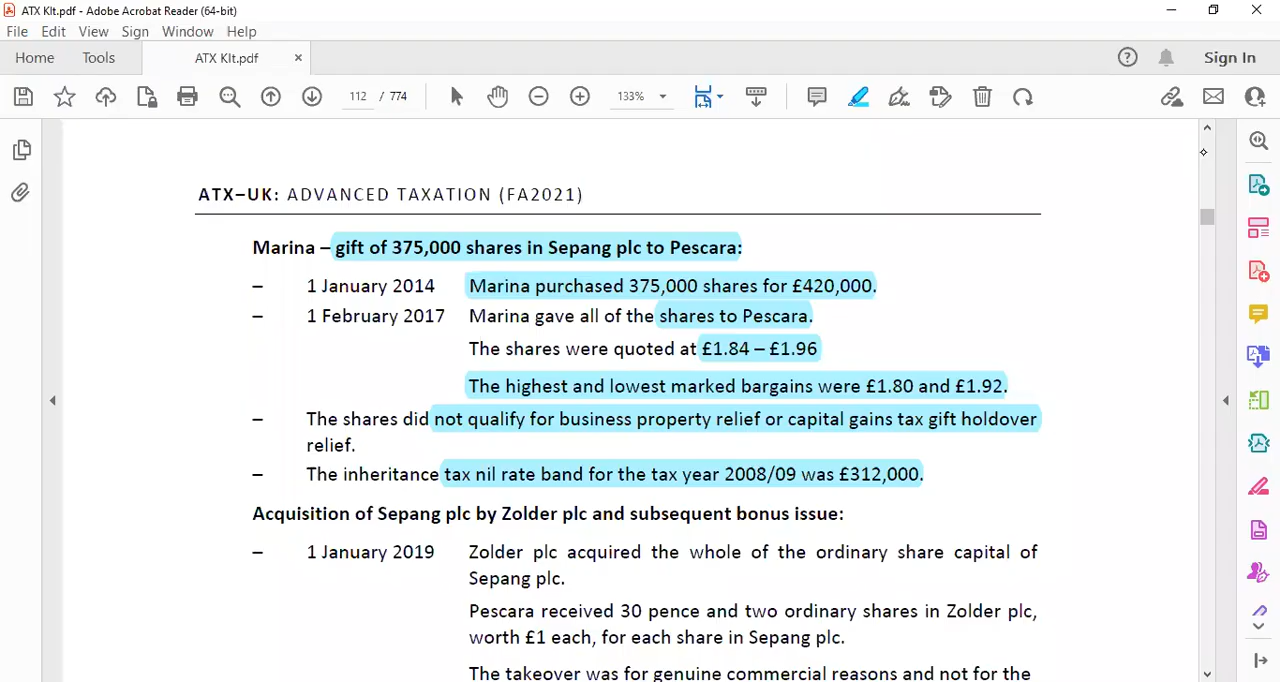 ATX KIt.pdf - Adobe Acrobat Reader (64-bit)
File Edit View Sign Window Help
Home Tools ATX KIt.pdf × Sign In
112 / 774 133%
ATX–UK: ADVANCED TAXATION (FA2021)
Marina – gift of 375,000 shares in Sepang plc to Pescara:
– 1 January 2014 Marina purchased 375,000 shares for £420,000.
– 1 February 2017 Marina gave all of the shares to Pescara.
The shares were quoted at £1.84 – £1.96
The highest and lowest marked bargains were £1.80 and £1.92.
– The shares did not qualify for business property relief or capital gains tax gift holdover
relief.
– The inheritance tax nil rate band for the tax year 2008/09 was £312,000.
Acquisition of Sepang plc by Zolder plc and subsequent bonus issue:
– 1 January 2019 Zolder plc acquired the whole of the ordinary share capital of
Sepang plc.
Pescara received 30 pence and two ordinary shares in Zolder plc,
worth £1 each, for each share in Sepang plc.
The takeover was for genuine commercial reasons and not for the